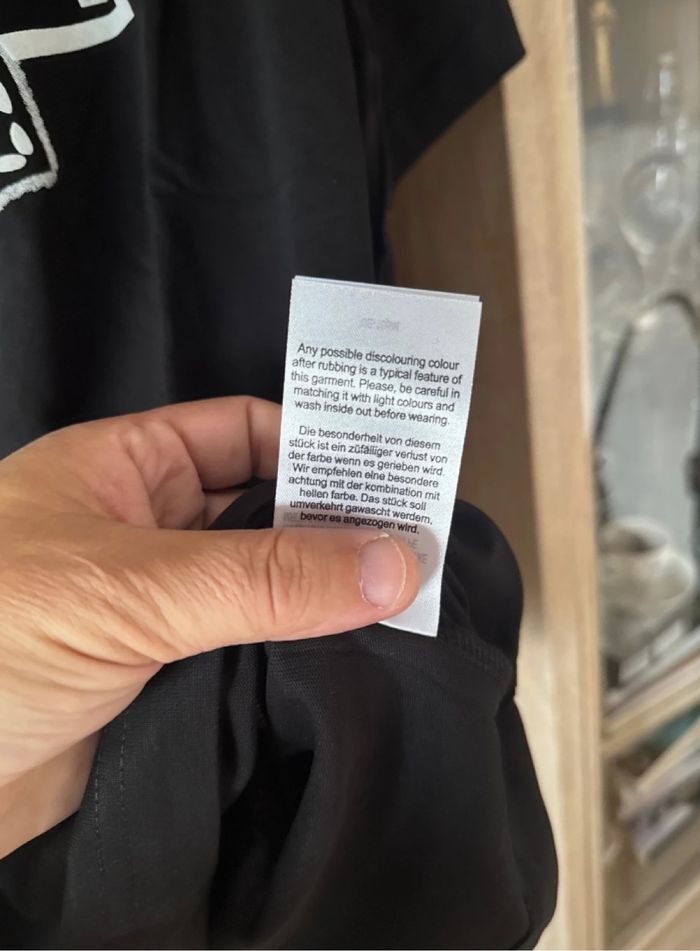 Any possible discolouring colour
after rubbing is a typical feature of
this garment. Please, be careful in
matching it with light colours and
wash inside out before wearing.
Die besonderheit von diesem
stück ist ein züfälliger verlust von
der farbe wenn es gerieben wird.
Wir empfehlen eine besondere
achtung mit der kombination mit
hellen farbe. Das stück soll
umverkehrt gawascht werdem,
bevor es angezogen wird.